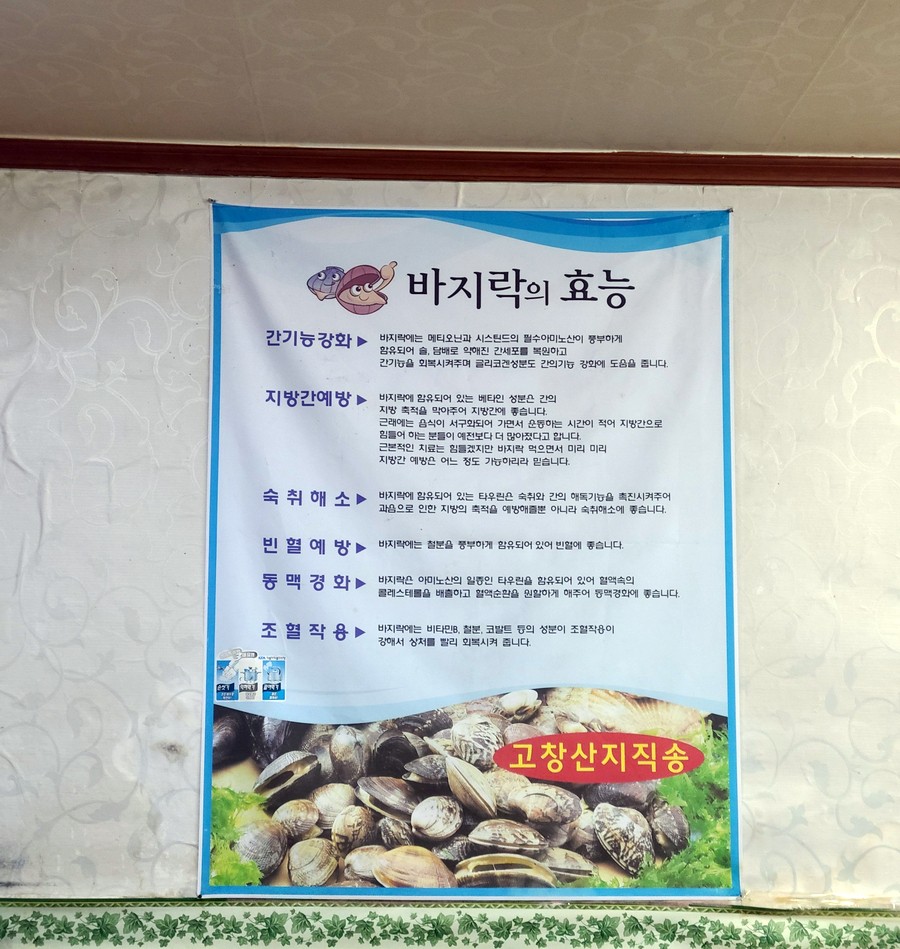 바지락의 효능
간기능강화▶ 바지락에는 메티오닌과 시스틴드의 필수아미노산이 풍부하게
함유되어 술, 담배로 약해진 간세포를 복원하고
간기능을 회복시켜주며 글리코겐성분도 간의기능 강화에 도움을 줍니다.
지방간예방▶ 바지락에 함유되어 있는 베타인 성분은 간의
지방 축적을 막아주어 지방간에 좋습니다.
근래에는 음식이 서구화되어 가면서 운동하는 시간이 적어 지방간으로
힘들어 하는 분들이 예전보다 더 많아졌다고 합니다.
근본적인 치료는 힘들겠지만 바지락 먹으면서 미리 미리
지방간 예방은 어느 정도 가능하리라 믿습니다.
숙취해소▶ 바지락에 함유되어 있는 타우린은 숙취와 간의 해독기능을 촉진시켜주어
과음으로 인한 지방의 축적을 예방해줄뿐 아니라 숙취해소에 좋습니다.
빈혈예방▶ 바지락에는 철분을 풍부하게 함유되어 있어 빈혈에 좋습니다.
동맥경화▶ 바지락은 아미노산의 일종인 타우린을 함유되어 있어 혈액속의
콜레스테롤을 배출하고 혈액순환을 원할하게 해주어 동맥경화에 좋습니다.
조혈작용▶ 바지락에는 비타민B, 철분, 코발트 등의 성분이 조혈작용이
강해서 상처를 빨리 회복시켜 줍니다.
고창산지직송